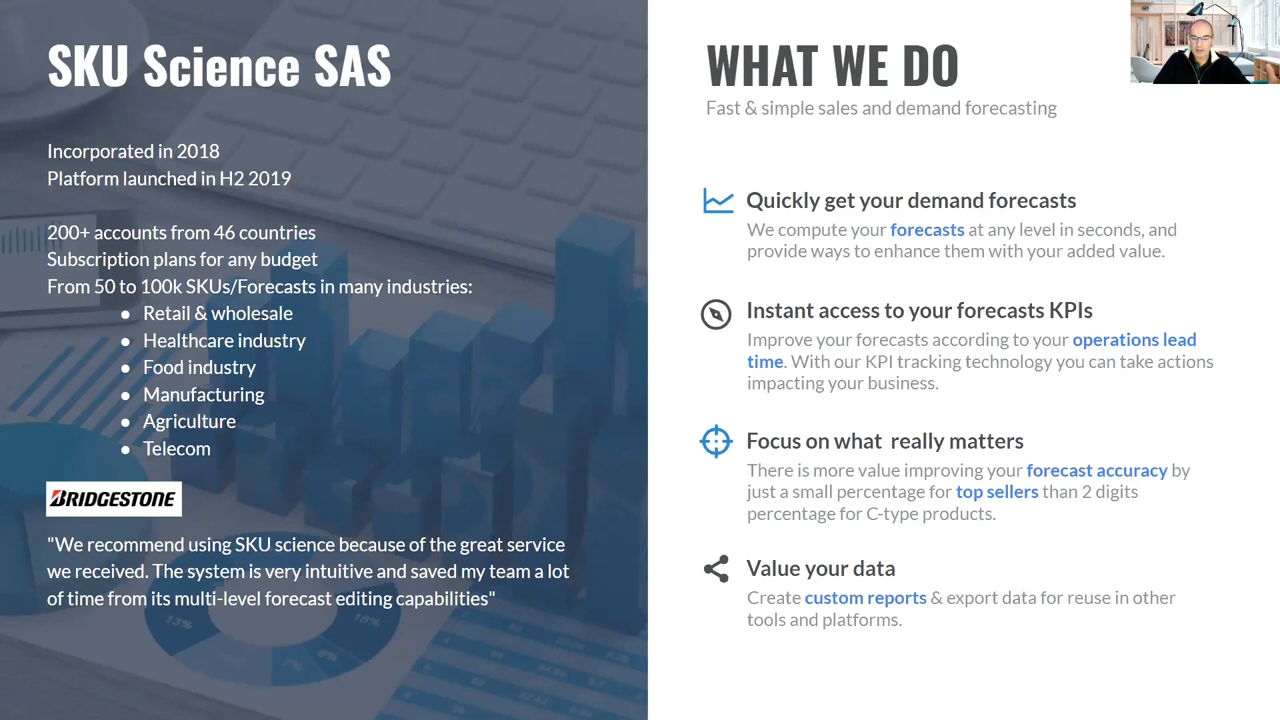 SKU Science SAS
Incorporated in 2018
Platform launched in H2 2019
200+ accounts from 46 countries
Subscription plans for any budget
From 50 to 100k SKUs/Forecasts in many industries:
● Retail & wholesale
● Healthcare industry
● Food industry
● Manufacturing
● Agriculture
● Telecom
BRIDGESTONE
"We recommend using SKU science because of the great service
we received. The system is very intuitive and saved my team a lot
of time from its multi-level forecast editing capabilities"
13%
18%
WHAT WE DO
Fast & simple sales and demand forecasting
Quickly get your demand forecasts
We compute your forecasts at any level in seconds, and
provide ways to enhance them with your added value.
Instant access to your forecasts KPIs
Improve your forecasts according to your operations lead
time. With our KPI tracking technology you can take actions
impacting your business.
Focus on what really matters
There is more value improving your forecast accuracy by
just a small percentage for top sellers than 2 digits
percentage for C-type products.
Value your data
Create custom reports & export data for reuse in other
tools and platforms.